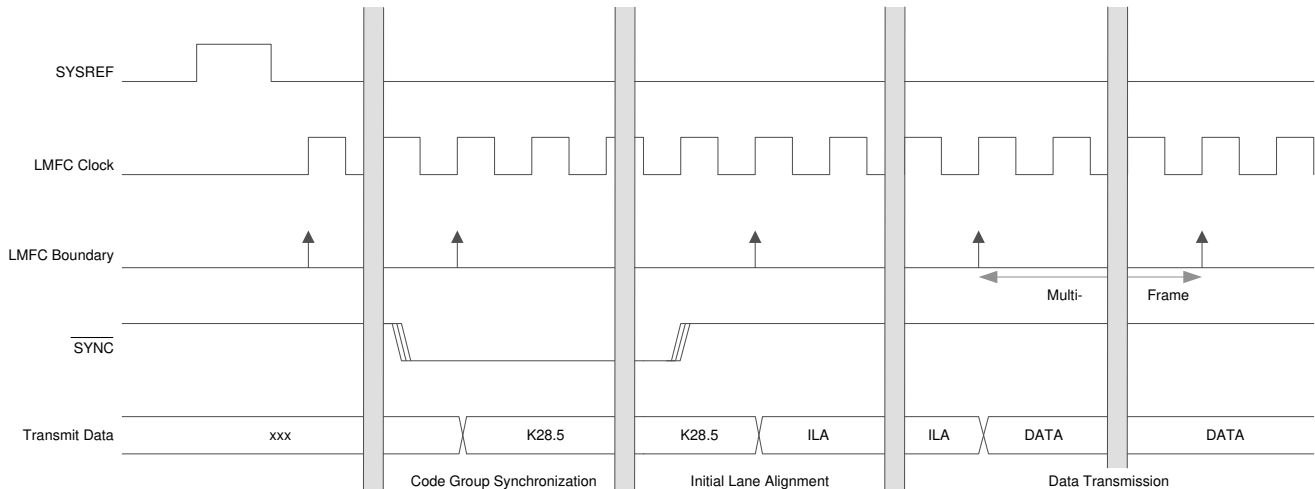 SYSREF
LMFC Clock
LMFC Boundary
Multi- Frame
SYNC
Transmit Data xxx K28.5 K28.5 ILA ILA DATA DATA
Code Group Synchronization Initial Lane Alignment Data Transmission